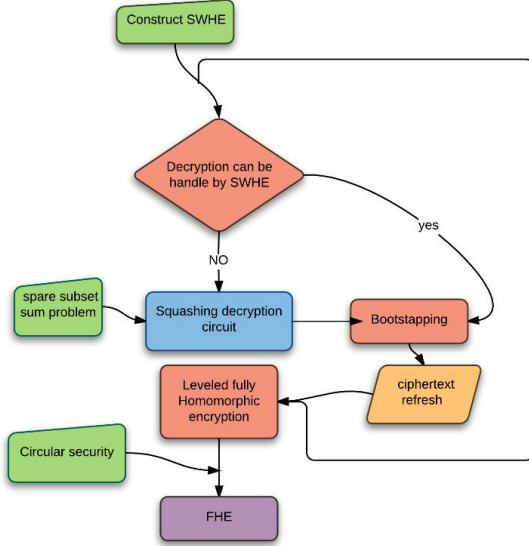 Construct SWHE
Decryption can be
handle by SWHE
yes
NO
spare subset
sum problem
Squashing decryption
circuit
Bootstapping
Leveled fully
Homomorphic
encryption
ciphertext
refresh
Circular security
FHE